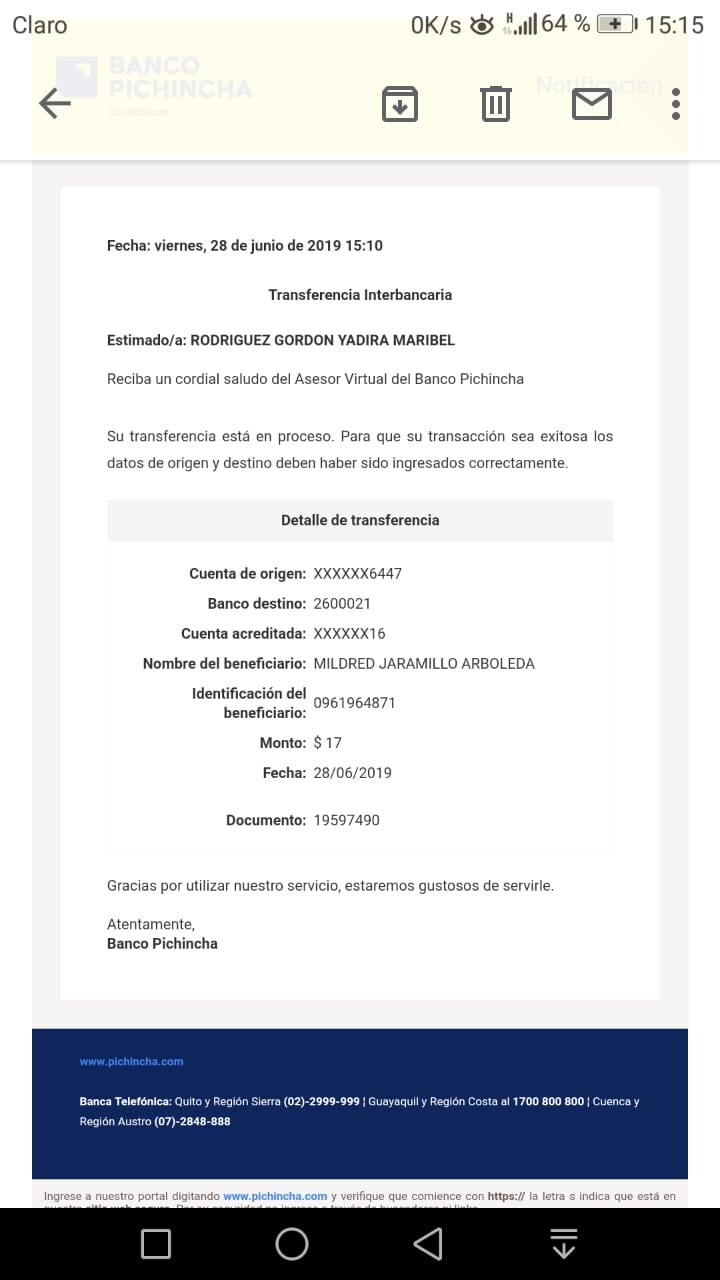 Claro 0K/s H 64 % 15:15
BANCO
PICHINCHA
Notificación
En confianza.
Fecha: viernes, 28 de junio de 2019 15:10
Transferencia Interbancaria
Estimado/a: RODRIGUEZ GORDON YADIRA MARIBEL
Reciba un cordial saludo del Asesor Virtual del Banco Pichincha
Su transferencia está en proceso. Para que su transacción sea exitosa los
datos de origen y destino deben haber sido ingresados correctamente.
Detalle de transferencia
Cuenta de origen: XXXXXX6447
Banco destino: 2600021
Cuenta acreditada: XXXXXX16
Nombre del beneficiario: MILDRED JARAMILLO ARBOLEDA
Identificación del
beneficiario: 0961964871
Monto: $ 17
Fecha: 28/06/2019
Documento: 19597490
Gracias por utilizar nuestro servicio, estaremos gustosos de servirle.
Atentamente,
Banco Pichincha
www.pichincha.com
Banca Telefónica: Quito y Región Sierra (02)-2999-999 | Guayaquil y Región Costa al 1700 800 800 | Cuenca y
Región Austro (07)-2848-888
Ingrese a nuestro portal digitando www.pichincha.com y verifique que comience con https:// la letra s indica que está en